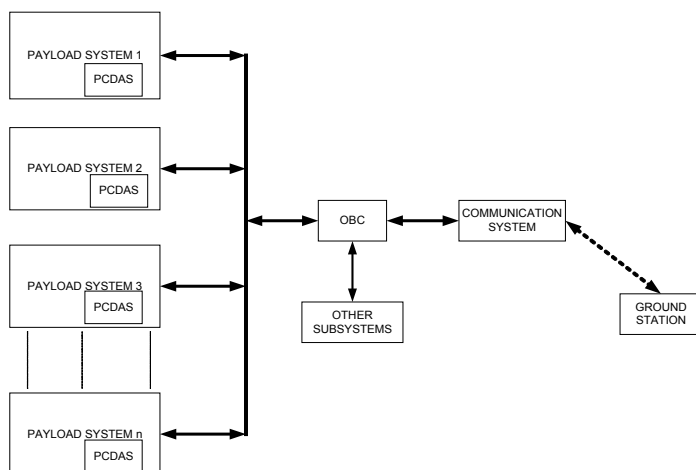 PAYLOAD SYSTEM 1
PCDAS
PAYLOAD SYSTEM 2
PCDAS
OBC
COMMUNICATION
SYSTEM
PAYLOAD SYSTEM 3
PCDAS
OTHER
SUBSYSTEMS
GROUND
STATION
PAYLOAD SYSTEM n
PCDAS